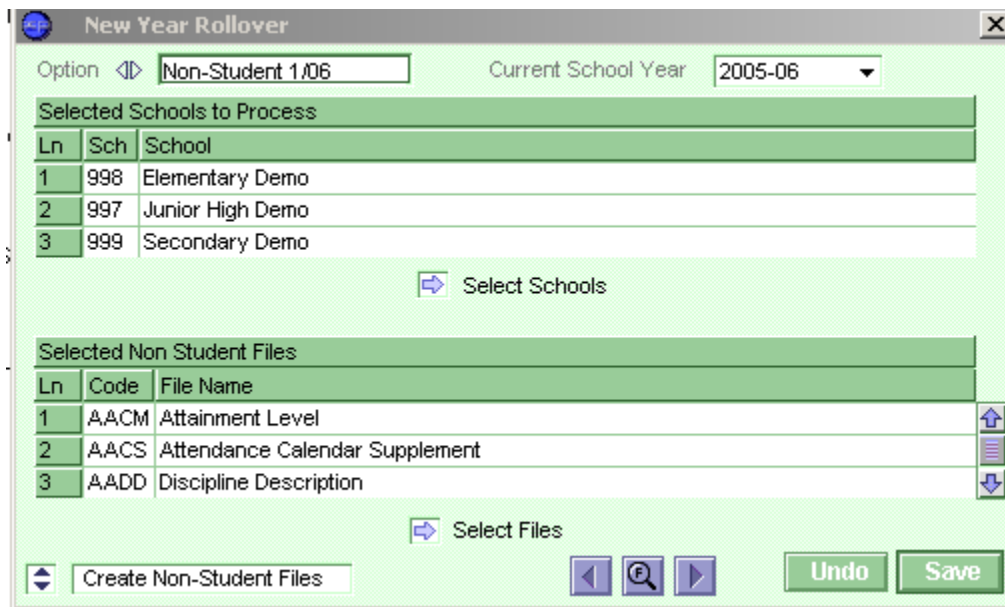 New Year Rollover
Option Non-Student 1/06 Current School Year 2005-06
Selected Schools to Process
Ln Sch School
1 998 Elementary Demo
2 997 Junior High Demo
3 999 Secondary Demo
Select Schools
Selected Non Student Files
Ln Code File Name
1 AACM Attainment Level
2 AACS Attendance Calendar Supplement
3 AADD Discipline Description
Select Files
Create Non-Student Files F Undo Save